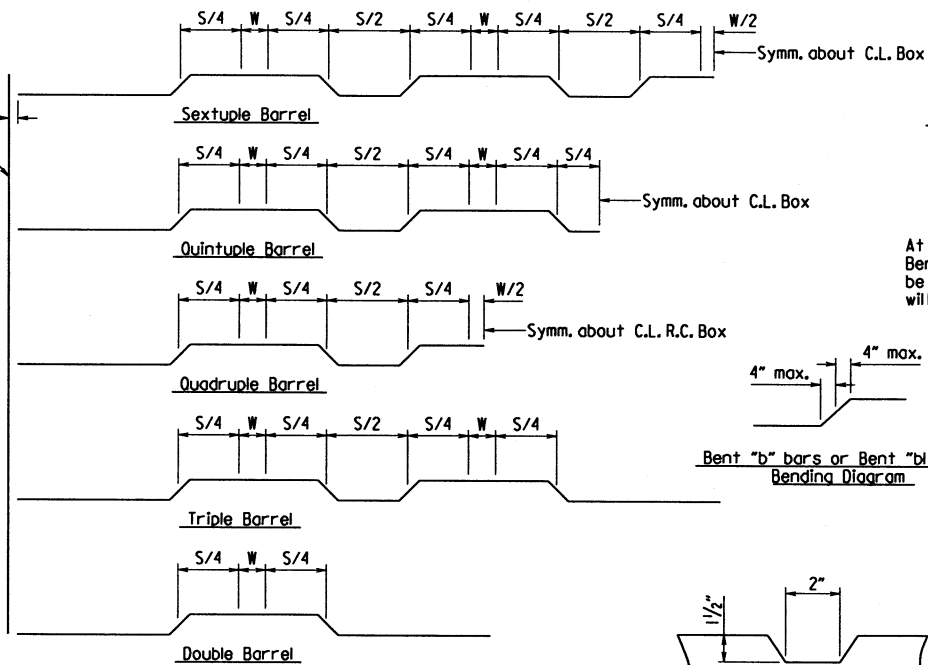 S/4 W S/4 S/2 S/4 W S/4 S/2 S/4 W/2
Symm. about C.L. Box
Sextuple Barrel
S/4 W S/4 S/2 S/4 W S/4 S/4
Symm. about C.L. Box
Quintuple Barrel
At
Ben
be
will
S/4 W S/4 S/2 S/4 W/2
Symm. about C.L. R.C. Box
Quadruple Barrel
4" max.
4" max.
Bent "b" bars or Bent "bl
Bending Diagram
S/4 W S/4 S/2 S/4 W S/4
Triple Barrel
S/4 W S/4
Double Barrel
2"
1½"